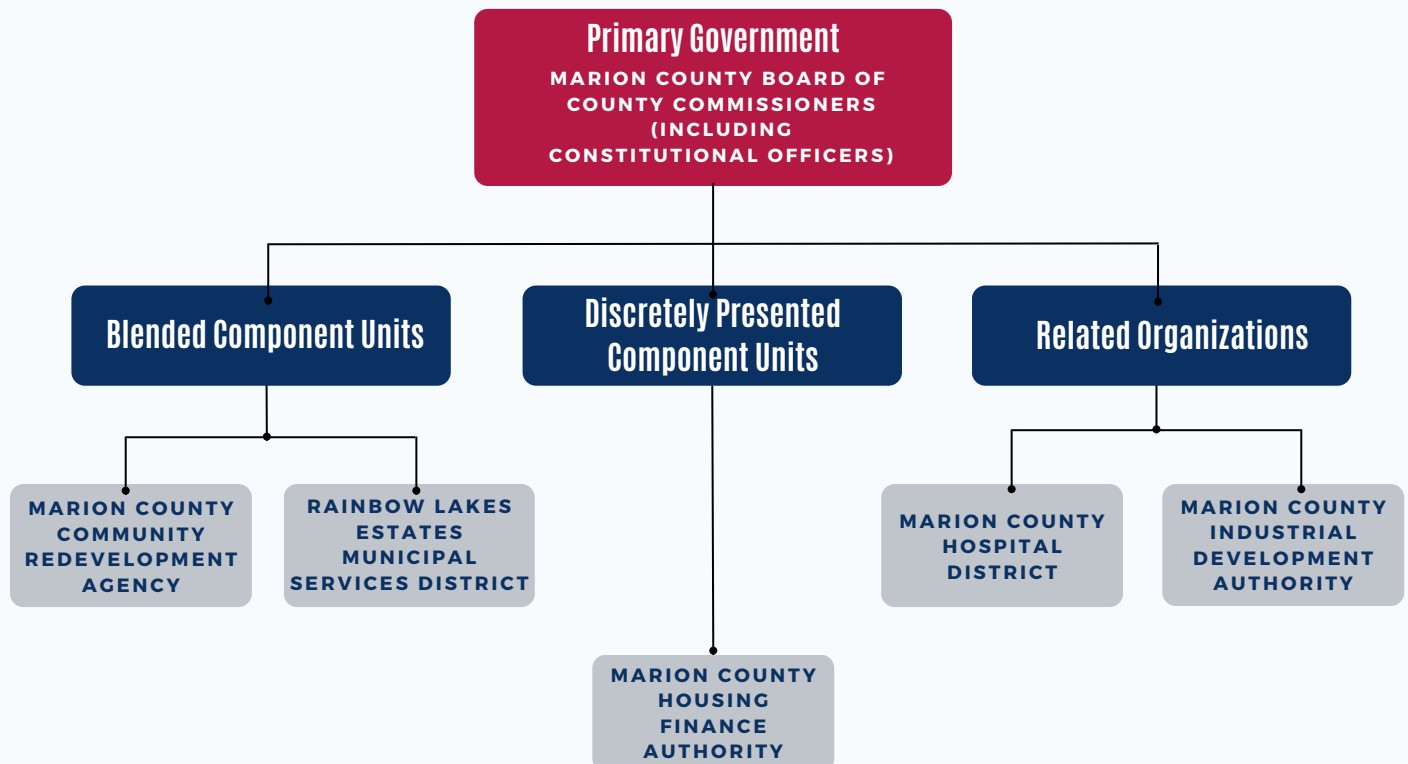 Primary Government
MARION COUNTY BOARD OF
COUNTY COMMISSIONERS
(INCLUDING
CONSTITUTIONAL OFFICERS)
Blended Component Units
Discretely Presented
Component Units
Related Organizations
MARION COUNTY
COMMUNITY
REDEVELOPMENT
AGENCY
RAINBOW LAKES
ESTATES
MUNICIPAL
SERVICES DISTRICT
MARION COUNTY
HOSPITAL
DISTRICT
MARION COUNTY
INDUSTRIAL
DEVELOPMENT
AUTHORITY
MARION COUNTY
HOUSING
FINANCE
AUTHORITY